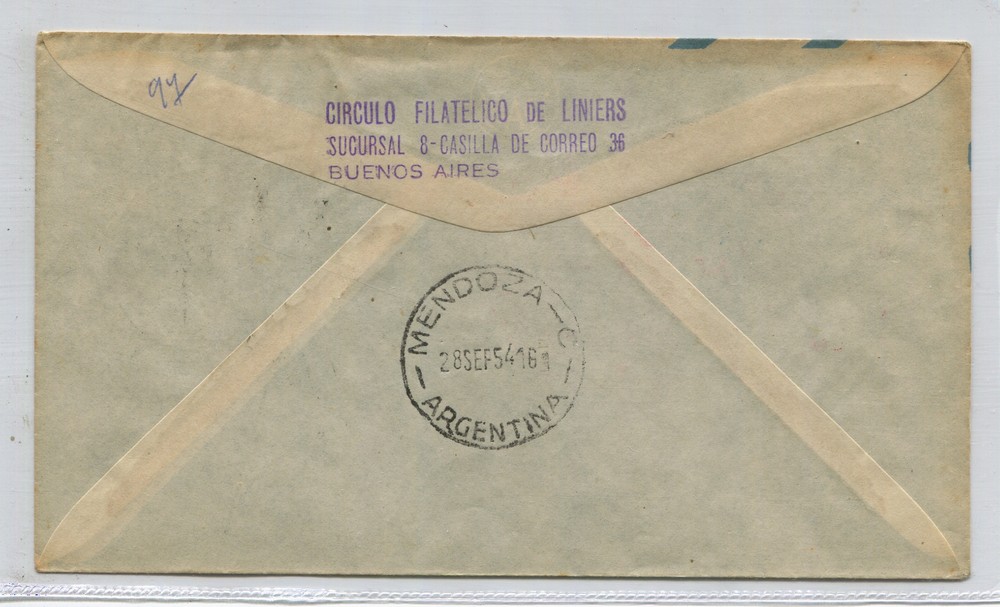 97
CIRCULO FILATELICO DE LINIERS
SUCURSAL 8-CASILLA DE CORREO 36
BUENOS AIRES
MENDOZA - C
28SEP5416
ARGENTINA